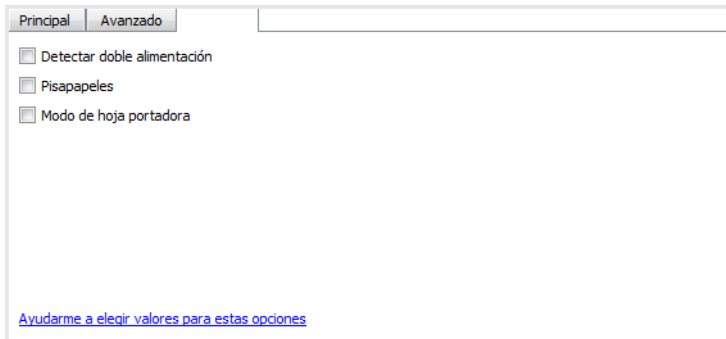 Principal Avanzado
Detectar doble alimentación
Pisapapeles
Modo de hoja portadora
Ayudarme a elegir valores para estas opciones